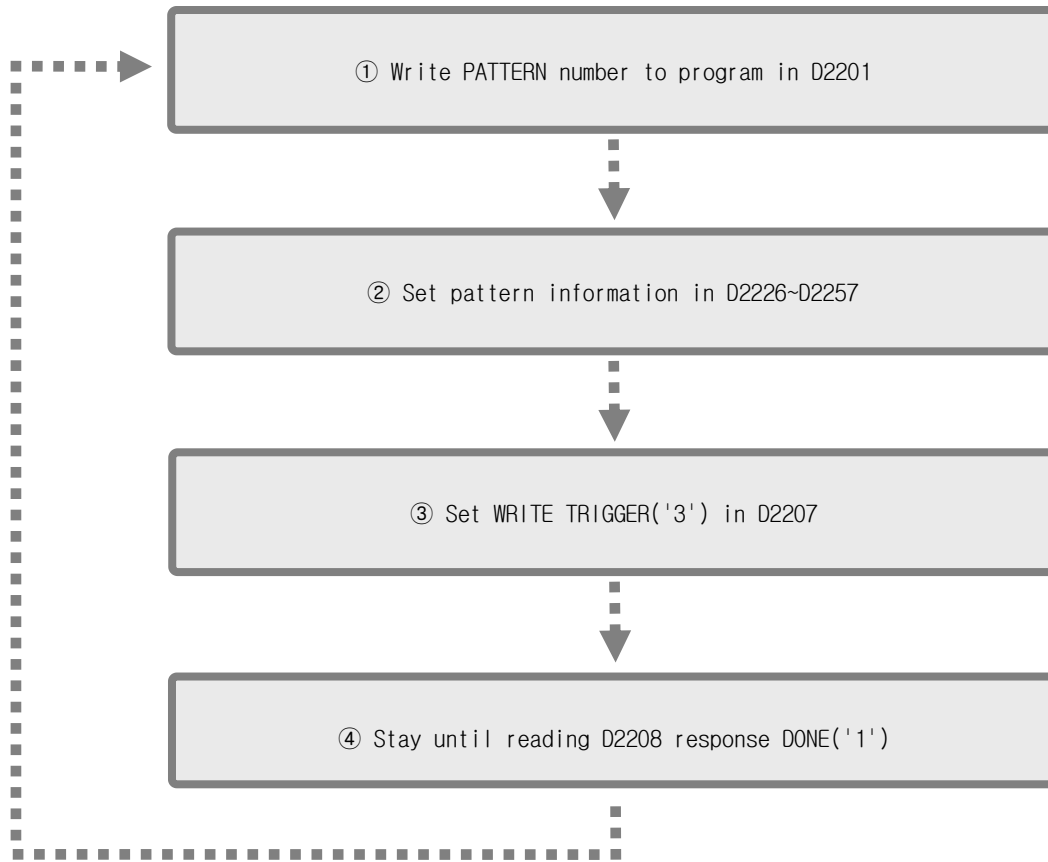 ① Write PATTERN number to program in D2201
② Set pattern information in D2226~D2257
③ Set WRITE TRIGGER('3') in D2207
④ Stay until reading D2208 response DONE('1')